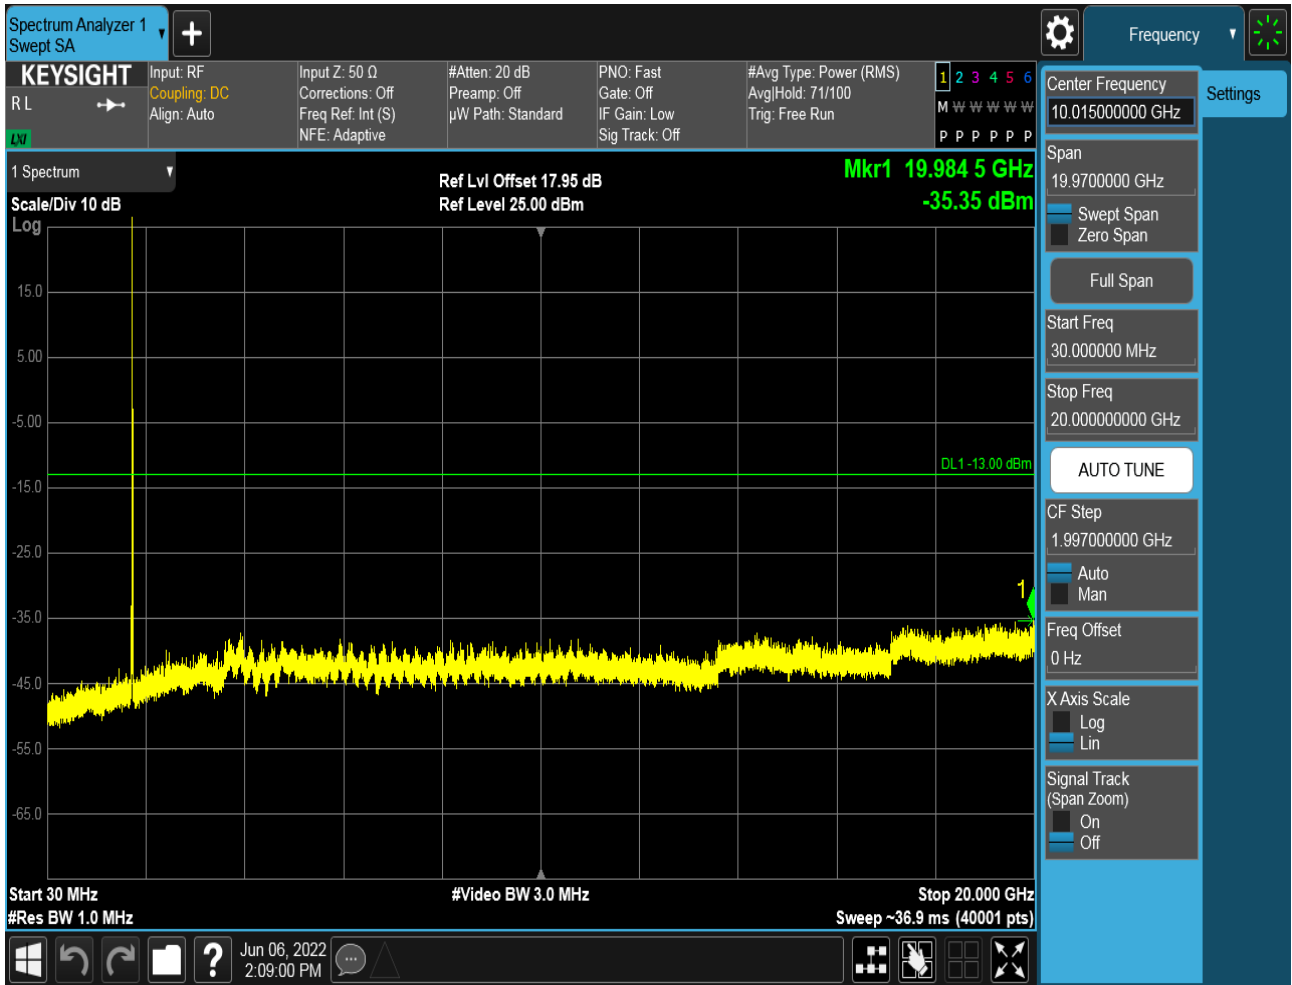 Spectrum Analyzer 1
Swept SA
Frequency
KEYSIGHT
R L
LXI
Input: RF
Coupling: DC
Align: Auto
Input Z: 50 Ω
Corrections: Off
Freq Ref: Int (S)
NFE: Adaptive
#Atten: 20 dB
Preamp: Off
µW Path: Standard
PNO: Fast
Gate: Off
IF Gain: Low
Sig Track: Off
#Avg Type: Power (RMS)
Avg|Hold: 71/100
Trig: Free Run
1 2 3 4 5 6
M W W W W W
P P P P P P
1 Spectrum
Scale/Div 10 dB
Log
Ref Lvl Offset 17.95 dB
Ref Level 25.00 dBm
Mkr1 19.984 5 GHz
-35.35 dBm
15.0
5.00
-5.00
-15.0
-25.0
-35.0
-45.0
-55.0
-65.0
DL1 -13.00 dBm
1
Start 30 MHz
#Res BW 1.0 MHz
#Video BW 3.0 MHz
Stop 20.000 GHz
Sweep ~36.9 ms (40001 pts)
?
Jun 06, 2022
2:09:00 PM
Center Frequency
10.015000000 GHz
Settings
Span
19.9700000 GHz
Swept Span
Zero Span
Full Span
Start Freq
30.000000 MHz
Stop Freq
20.000000000 GHz
AUTO TUNE
CF Step
1.997000000 GHz
Auto
Man
Freq Offset
0 Hz
X Axis Scale
Log
Lin
Signal Track
(Span Zoom)
On
Off